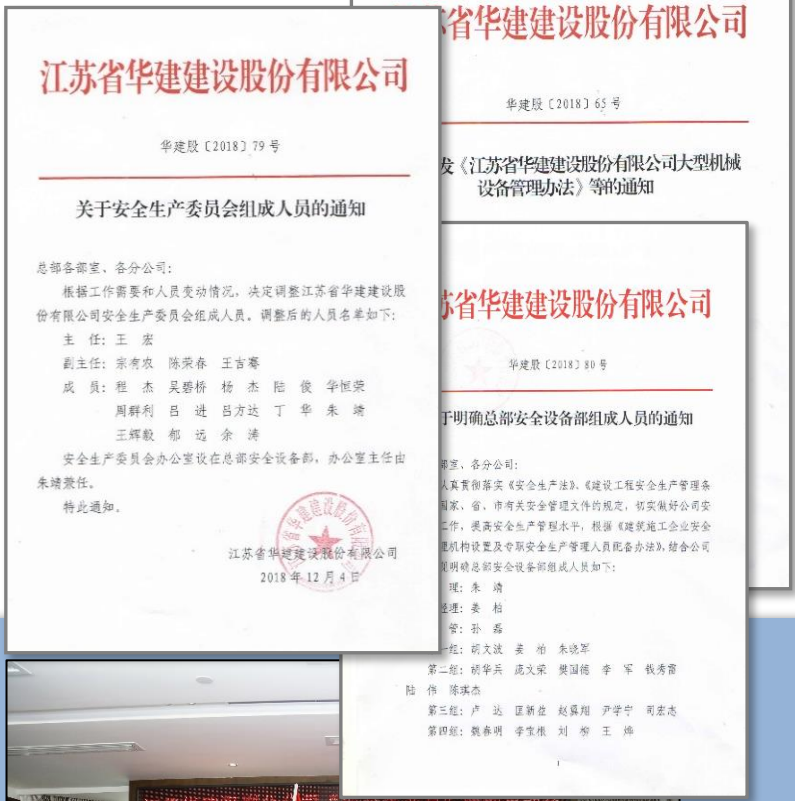 江苏省华建建设股份有限公司
华建股〔2018〕79 号
关于安全生产委员会组成人员的通知
总部各部室、各分公司：
根据工作需要和人员变动情况，决定调整江苏省华建建设股
份有限公司安全生产委员会组成人员。调整后的人员名单如下：
主 任：王 宏
副主任：宗有农 陈荣春 王吉骞
成 员：程 杰 吴碧桥 杨 杰 陆 俊 华恒荣
周群利 吕 进 吕方达 丁 华 朱 靖
王辉毅 郁 远 余 涛
安全生产委员会办公室设在总部安全设备部，办公室主任由
朱靖兼任。
特此通知。
江苏省华建建设股份有限公司
2018 年 12 月 4 日
省华建建设股份有限公司
华建股〔2018〕65 号
发《江苏省华建建设股份有限公司大型机械
设备管理办法》等的通知
苏省华建建设股份有限公司
华建股〔2018〕80 号
于明确总部安全设备部组成人员的通知
部室、各分公司：
认真贯彻落实《安全生产法》、《建设工程安全生产管理条
国家、省、市有关安全管理文件的规定，切实做好公司安
工作，提高安全生产管理水平，根据《建筑施工企业安全
理机构设置及专职安全生产管理人员配备办法》，结合公司
现明确总部安全设备部组成人员如下：
理：朱 靖
经理：姜 柏
管：孙 磊
一组：胡文波 姜 柏 朱晓军
第二组：胡华兵 庞文荣 樊国德 李 军 钱秀雷
陆 伟 陈琪杰
第三组：卢 达 匡新益 赵翼翔 尹学宁 司宏志
第四组：魏春明 李宝根 刘 柳 王 烨
1